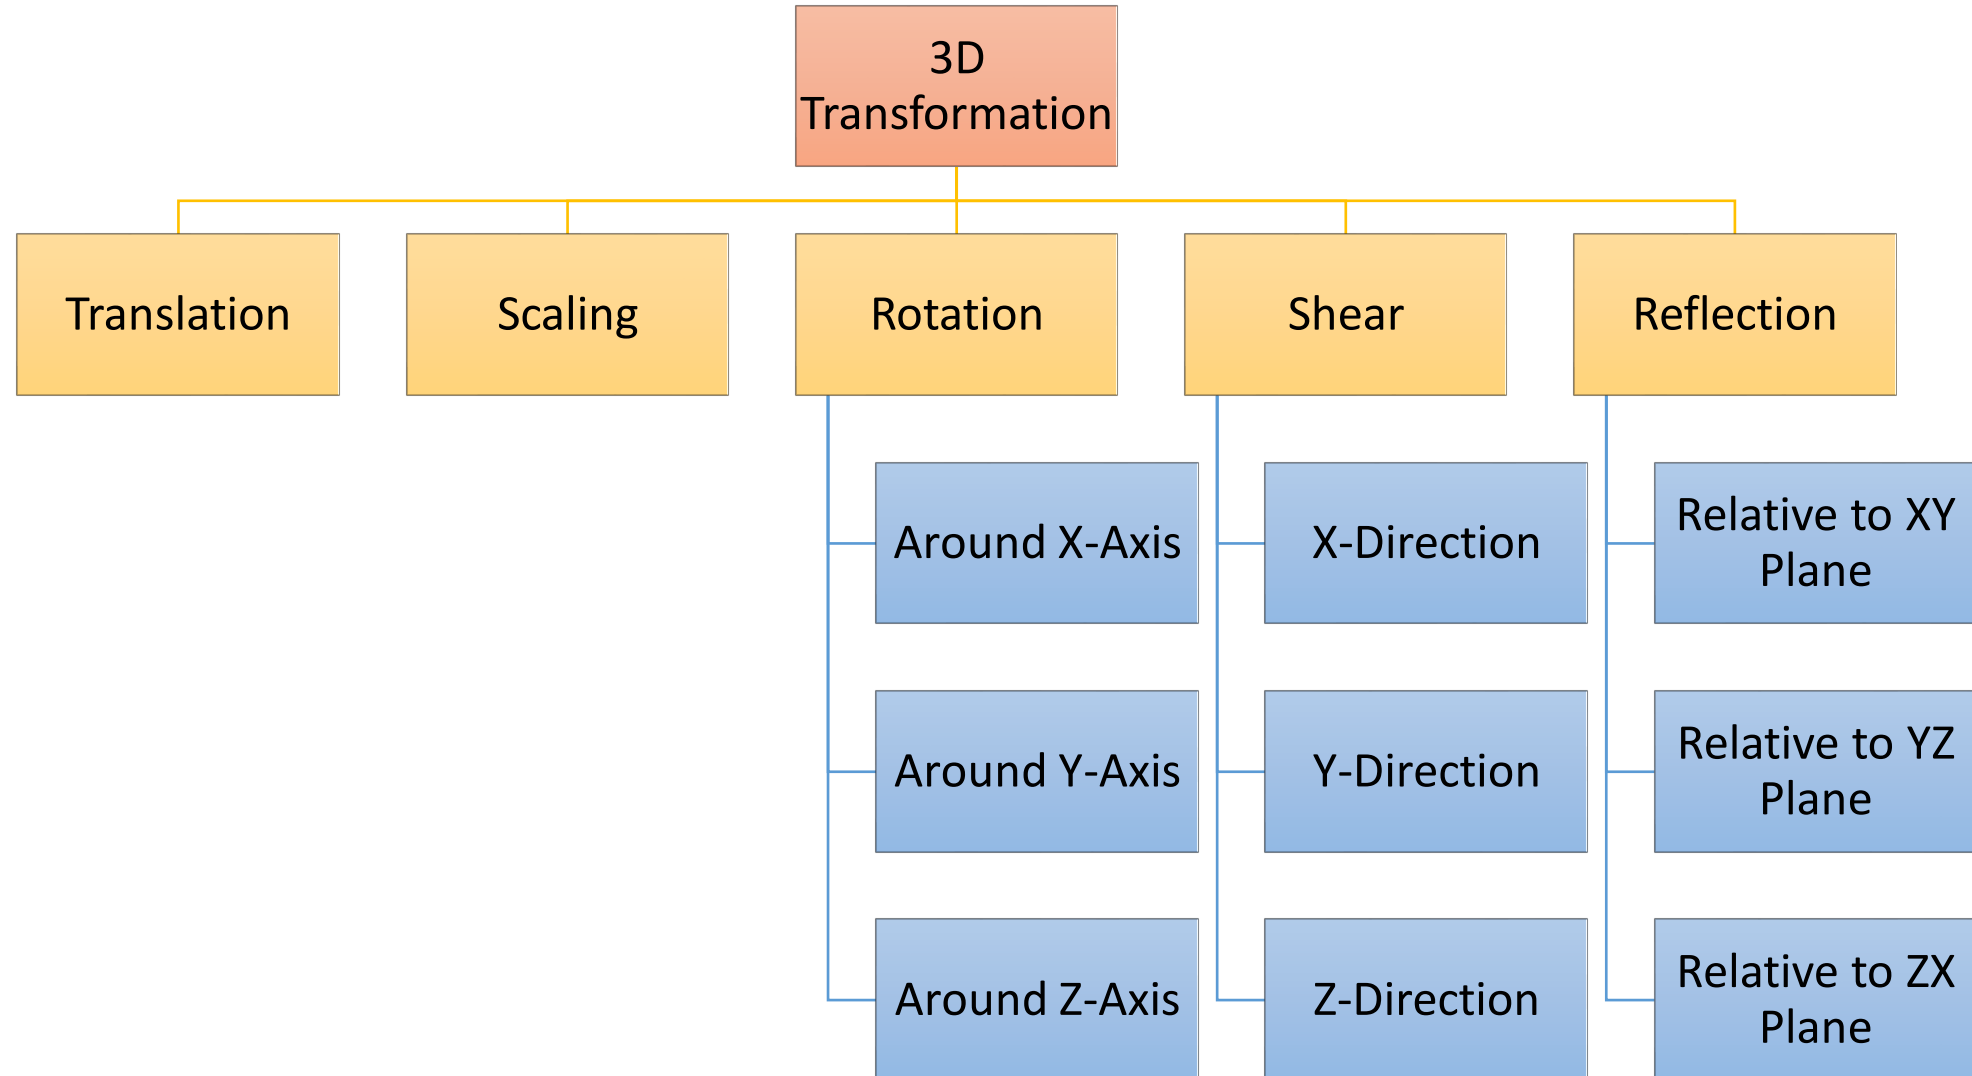 3D
Transformation
Translation
Scaling
Rotation
Shear
Reflection
Around X-Axis
X-Direction
Relative to XY
Plane
Around Y-Axis
Y-Direction
Relative to YZ
Plane
Around Z-Axis
Z-Direction
Relative to ZX
Plane